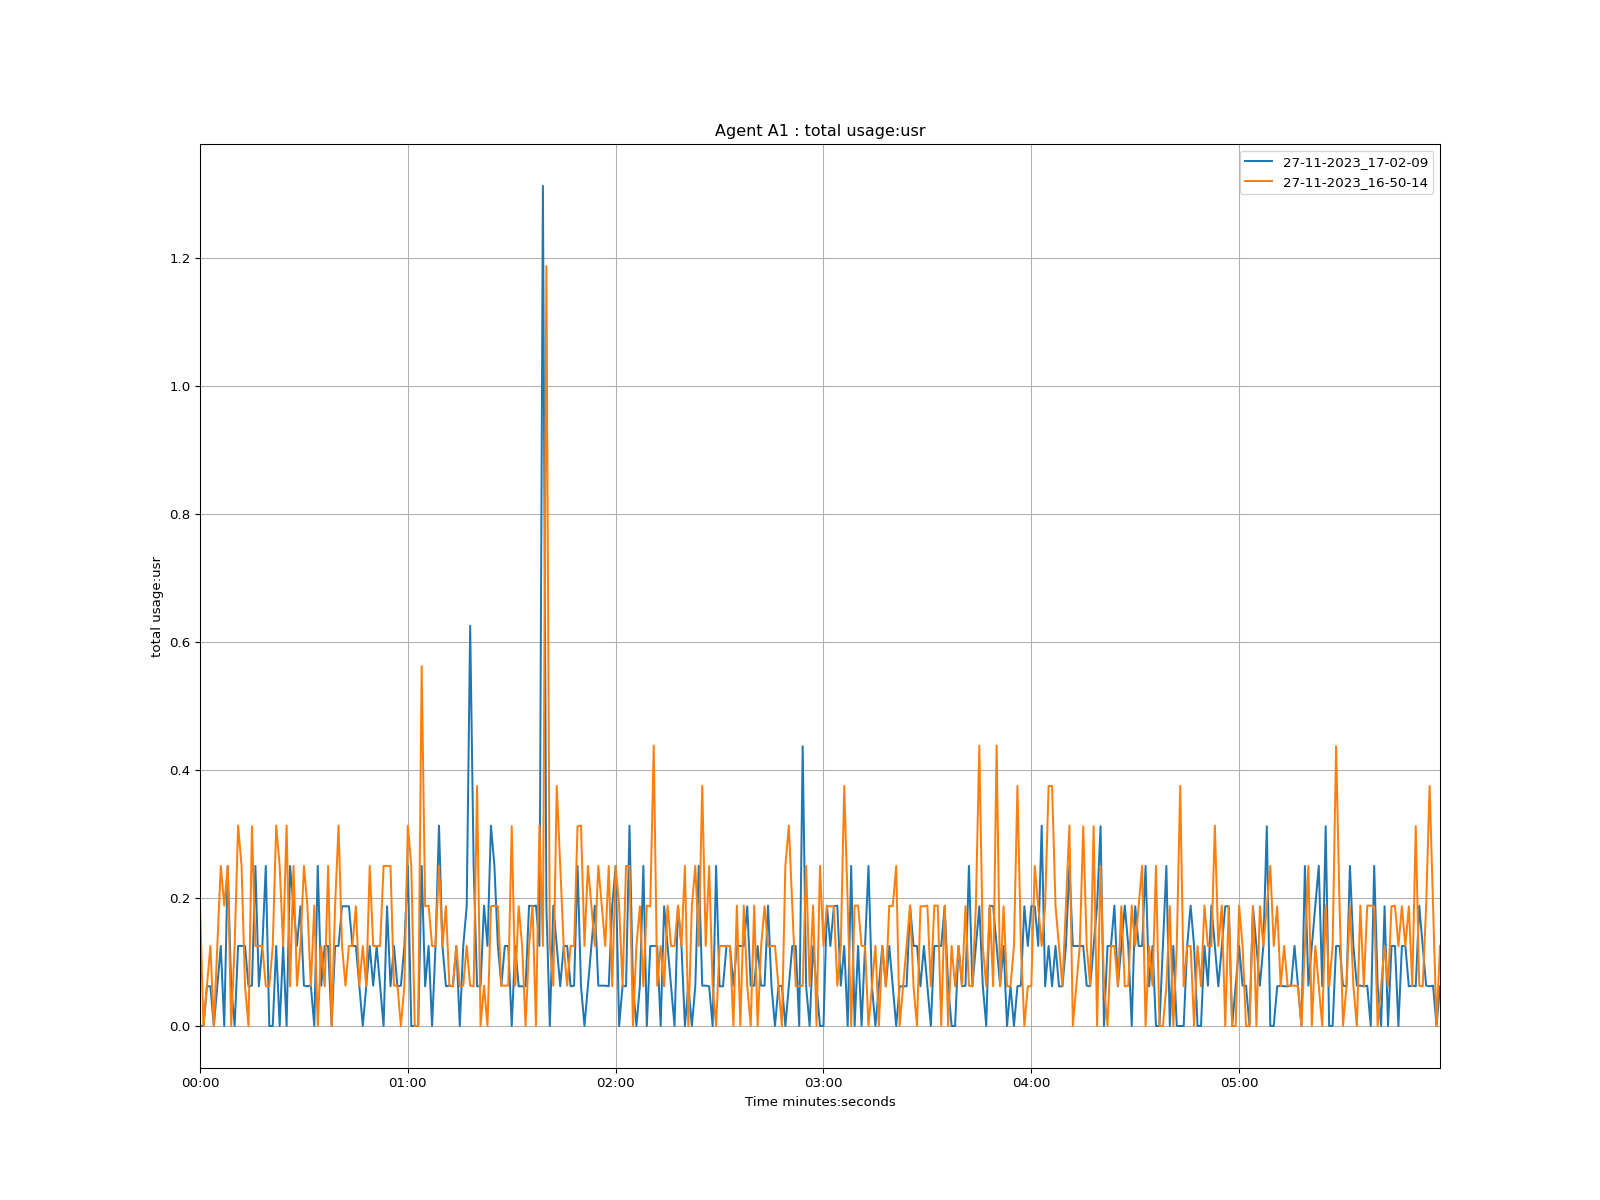 Agent A1 : total usage:usr
27-11-2023_17-02-09
27-11-2023_16-50-14
1.2
1.0
0.8
0.6
0.4
0.2
0.0
total usage:usr
00:00 01:00 02:00 03:00 04:00 05:00
Time minutes:seconds